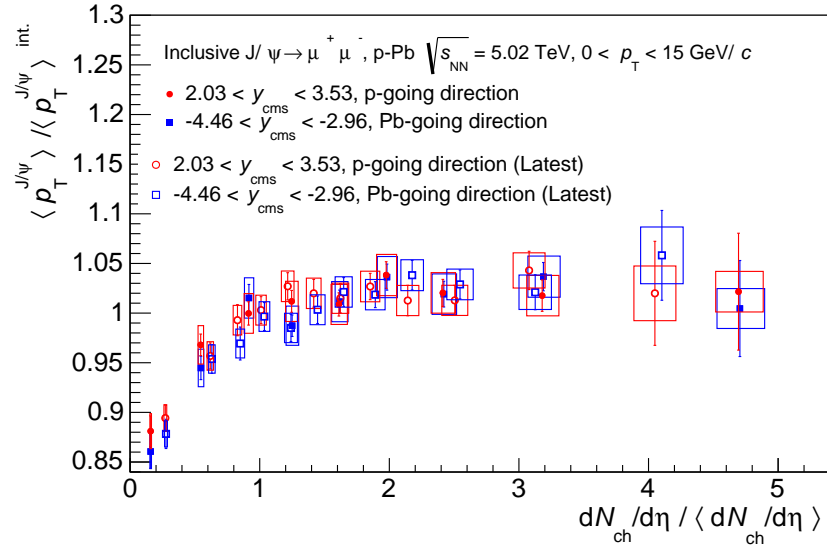 ⟨ p_T^{J/ψ} ⟩ / ⟨ p_T^{J/ψ} ⟩ ^{int.}
Inclusive J/ ψ → μ⁺ μ⁻, p-Pb √s_NN = 5.02 TeV, 0 < p_T < 15 GeV/ c
2.03 < y_cms < 3.53, p-going direction
-4.46 < y_cms < -2.96, Pb-going direction
2.03 < y_cms < 3.53, p-going direction (Latest)
-4.46 < y_cms < -2.96, Pb-going direction (Latest)
1.3
1.25
1.2
1.15
1.1
1.05
1
0.95
0.9
0.85
0 1 2 3 4 5
dN_ch/dη / ⟨ dN_ch/dη ⟩